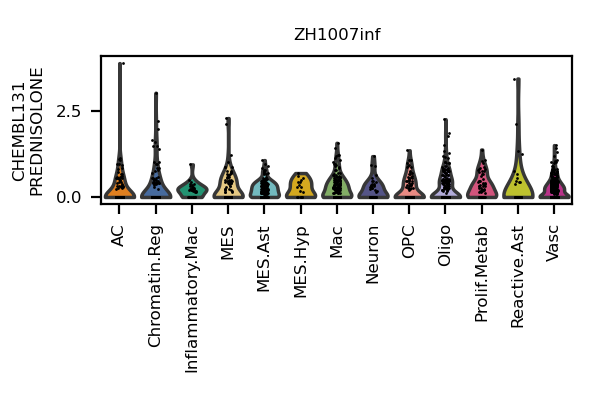 ZH1007inf
CHEMBL131
PREDNISOLONE
2.5
0.0
AC
Chromatin.Reg
Inflammatory.Mac
MES
MES.Ast
MES.Hyp
Mac
Neuron
OPC
Oligo
Prolif.Metab
Reactive.Ast
Vasc